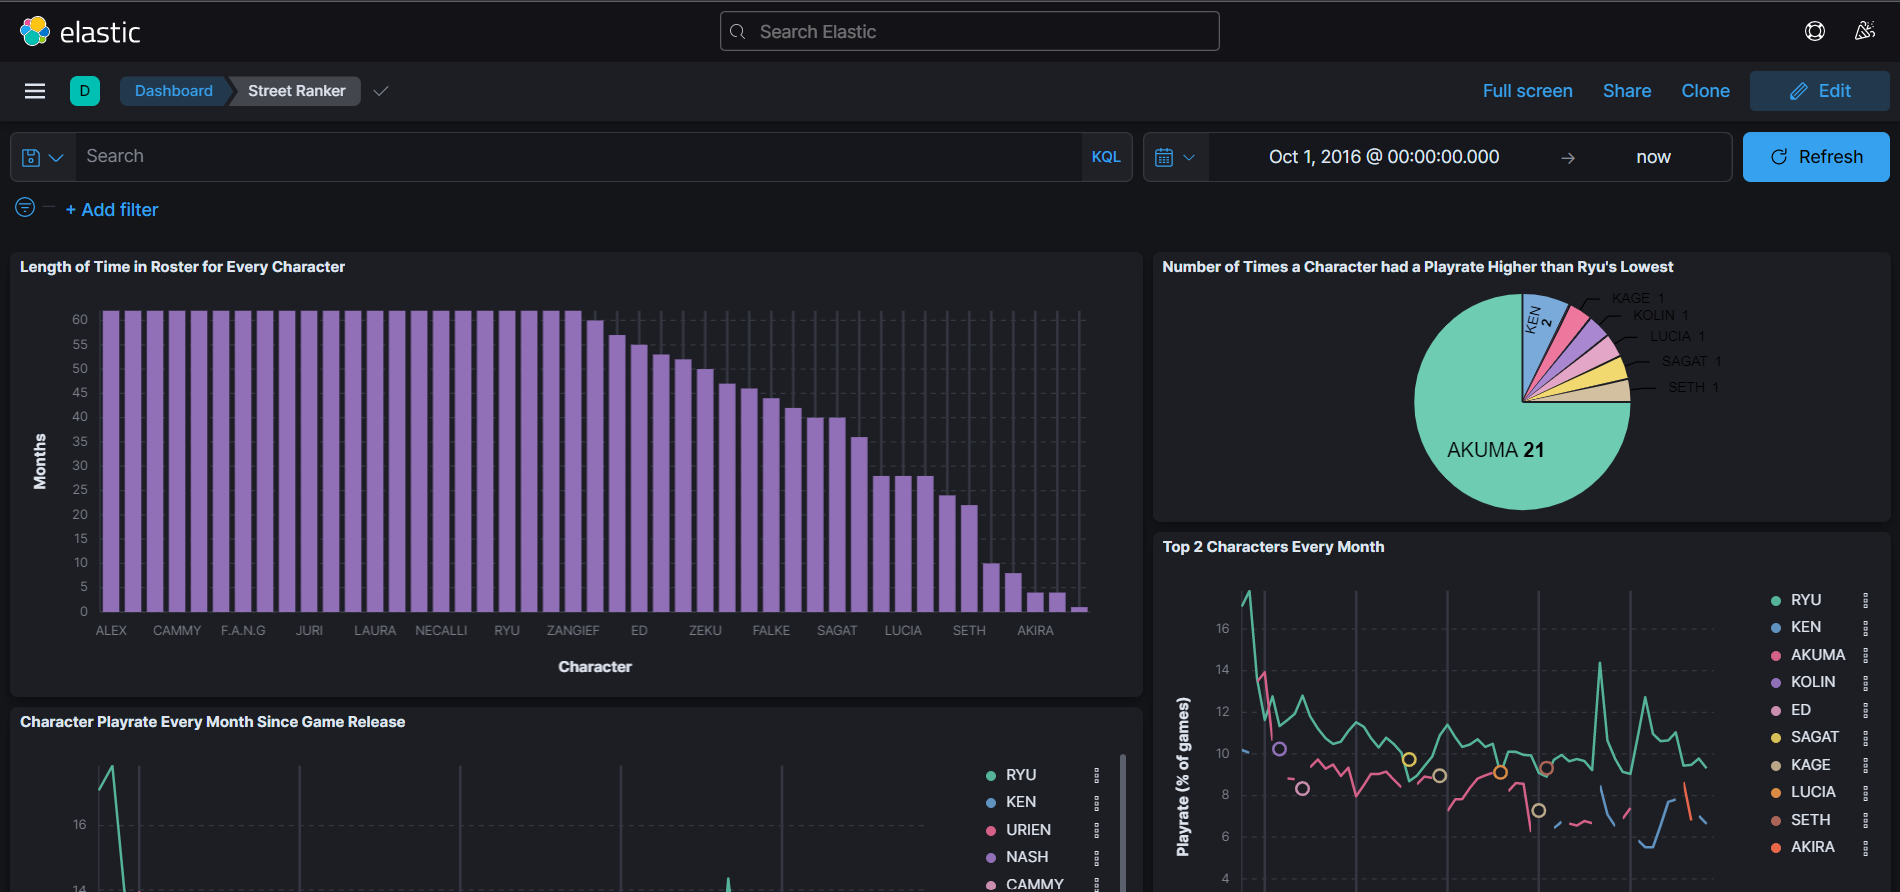 elastic
Search Elastic
D
Dashboard
Street Ranker
Full screen
Share
Clone
Edit
Search
KQL
Oct 1, 2016 @ 00:00:00.000
→
now
Refresh
+ Add filter
Length of Time in Roster for Every Character
60
55
50
45
40
35
30
25
20
15
10
5
0
Months
ALEX
CAMMY
F.A.N.G
JURI
LAURA
NECALLI
RYU
ZANGIEF
ED
ZEKU
FALKE
SAGAT
LUCIA
SETH
AKIRA
Character
Number of Times a Character had a Playrate Higher than Ryu's Lowest
KEN
2
KAGE 1
KOLIN 1
LUCIA 1
SAGAT 1
SETH 1
AKUMA 21
Top 2 Characters Every Month
16
14
12
10
8
6
4
Playrate (% of games)
RYU
KEN
AKUMA
KOLIN
ED
SAGAT
KAGE
LUCIA
SETH
AKIRA
Character Playrate Every Month Since Game Release
16
14
RYU
KEN
URIEN
NASH
CAMMY